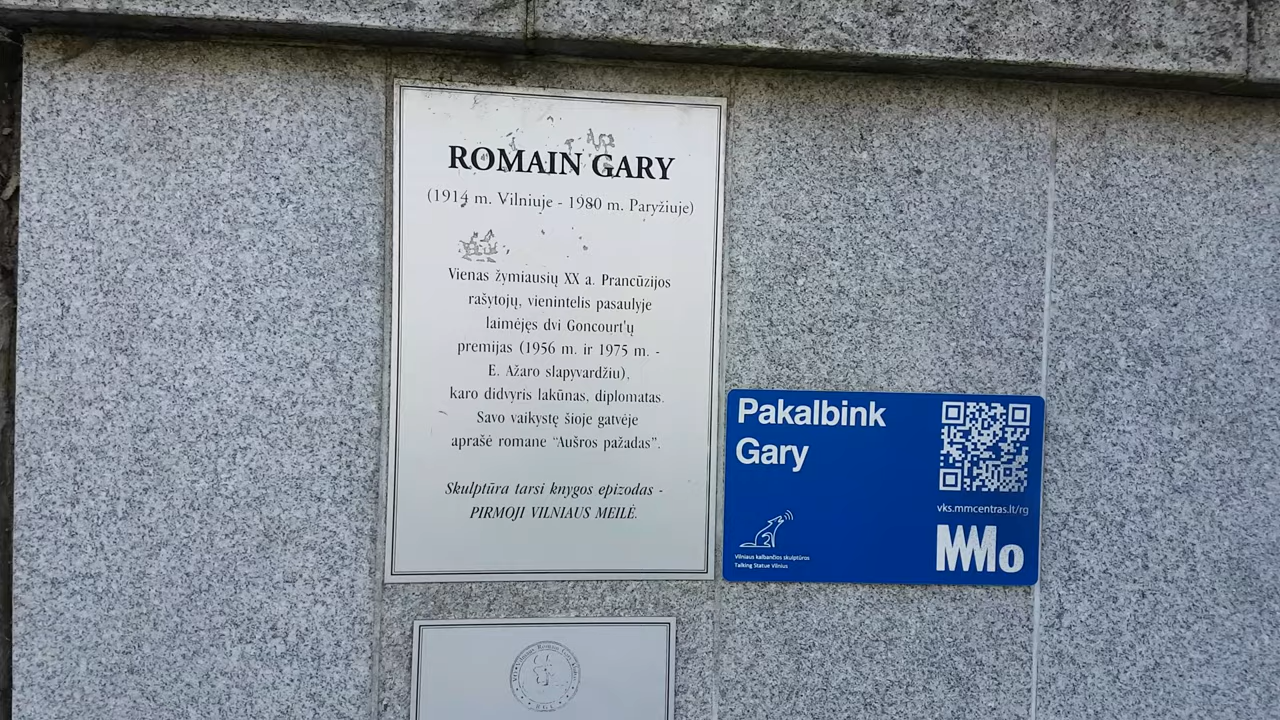 ROMAIN GARY
(1914 m. Vilniuje - 1980 m. Paryžiuje)
Vienas žymiausių XX a. Prancūzijos
rašytojų, vienintelis pasaulyje
laimėjęs dvi Goncourt'ų
premijas (1956 m. ir 1975 m. -
E. Ažaro slapyvardžiu),
karo didvyris lakūnas, diplomatas.
Savo vaikystę šioje gatvėje
aprašė romane “Aušros pažadas”.
Skulptūra tarsi knygos epizodas -
PIRMOJI VILNIAUS MEILĖ.
Pakalbink
Gary
vks.mmcentras.lt/rg
Vilniaus kalbančios skulptūros
Talking Statue Vilnius
MMo